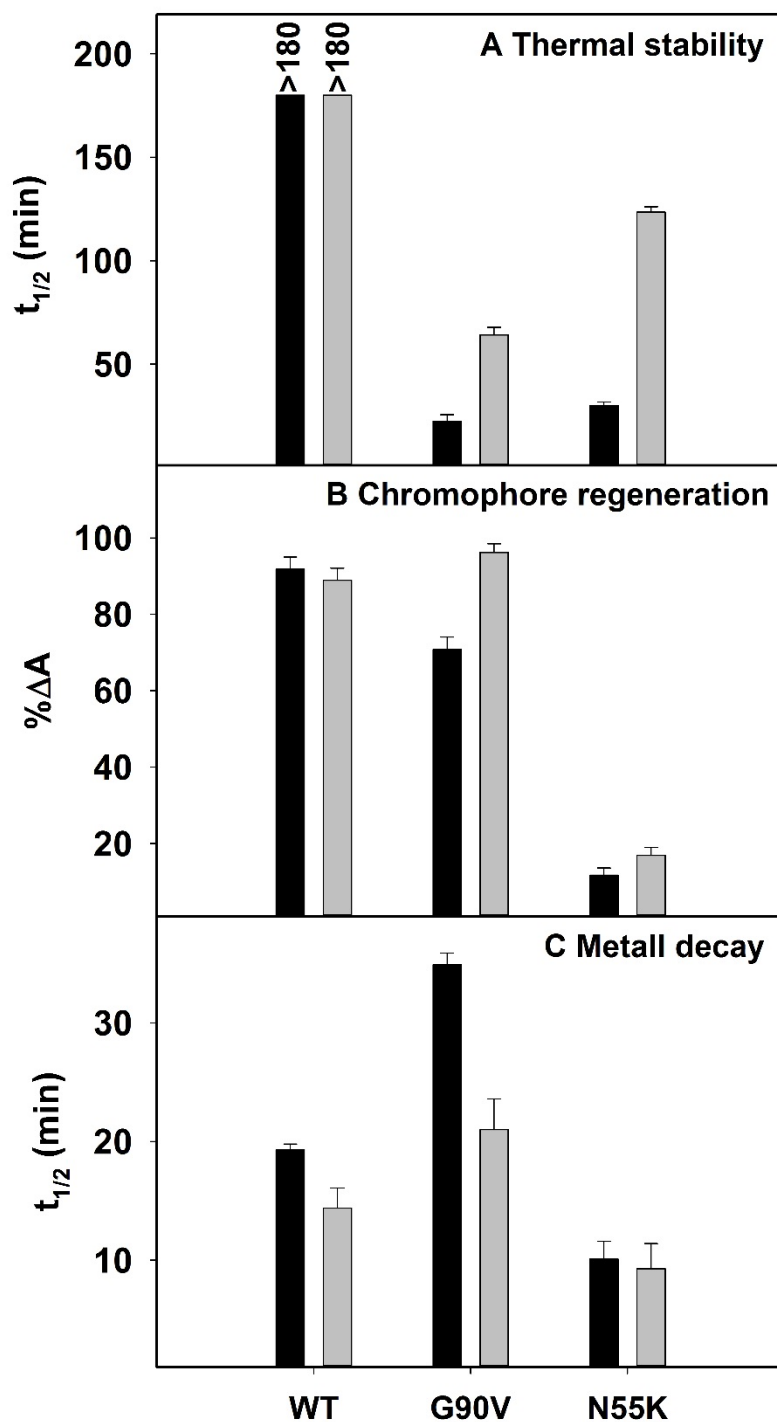 A Thermal stability
>180
>180
200
150
100
50
t1/2 (min)
B Chromophore regeneration
100
80
60
40
20
%ΔA
C MetaII decay
30
20
10
t1/2 (min)
WT G90V N55K